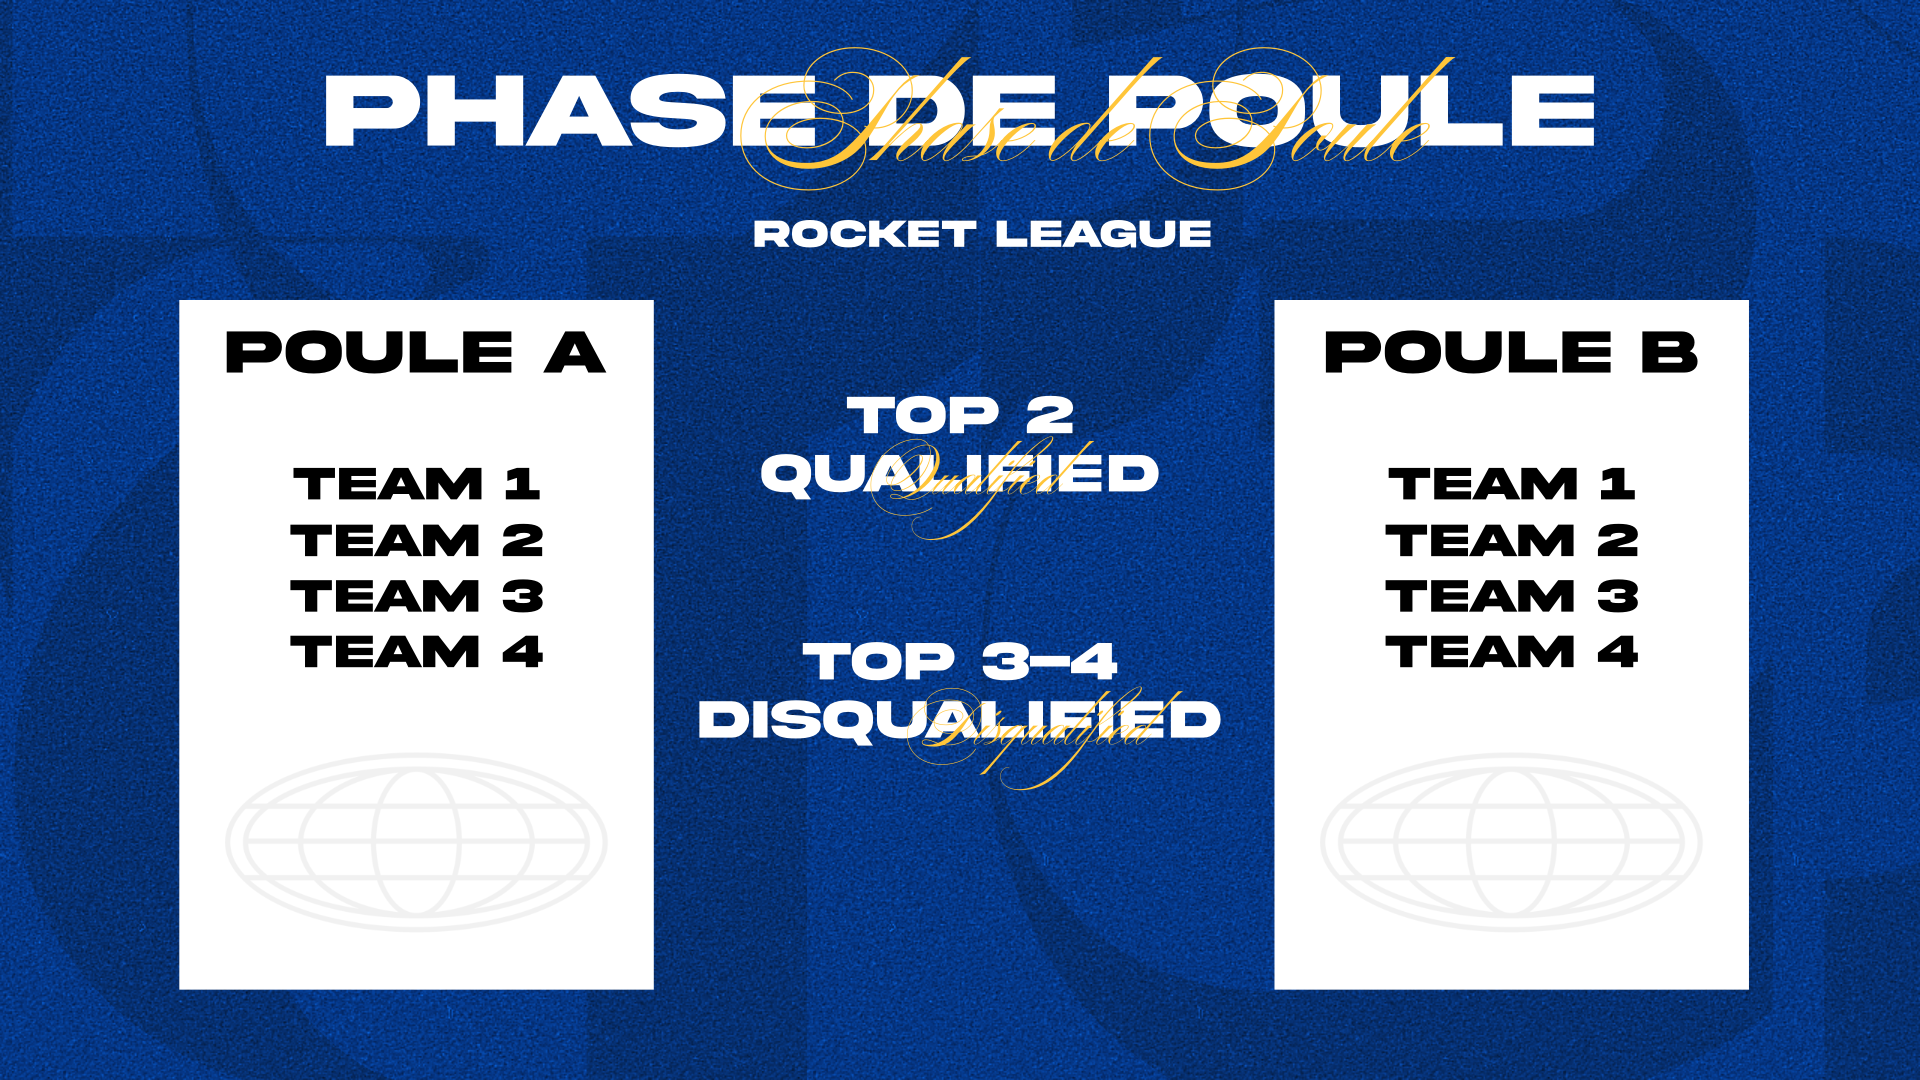 PHASE DE POULE
Phase de Poule
ROCKET LEAGUE
POULE A
TEAM 1
TEAM 2
TEAM 3
TEAM 4
TOP 2
QUALIFIED
Qualified
TOP 3-4
DISQUALIFIED
Disqualified
POULE B
TEAM 1
TEAM 2
TEAM 3
TEAM 4